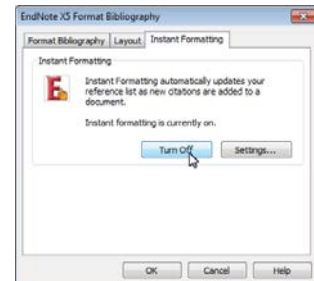 EndNote X5 Format Bibliography
Format Bibliography Layout Instant Formatting
Instant Formatting
Instant Formatting automatically updates your
reference list as new citations are added to a
document.
Instant formatting is currently on.
Turn Off Settings...
OK Cancel Help